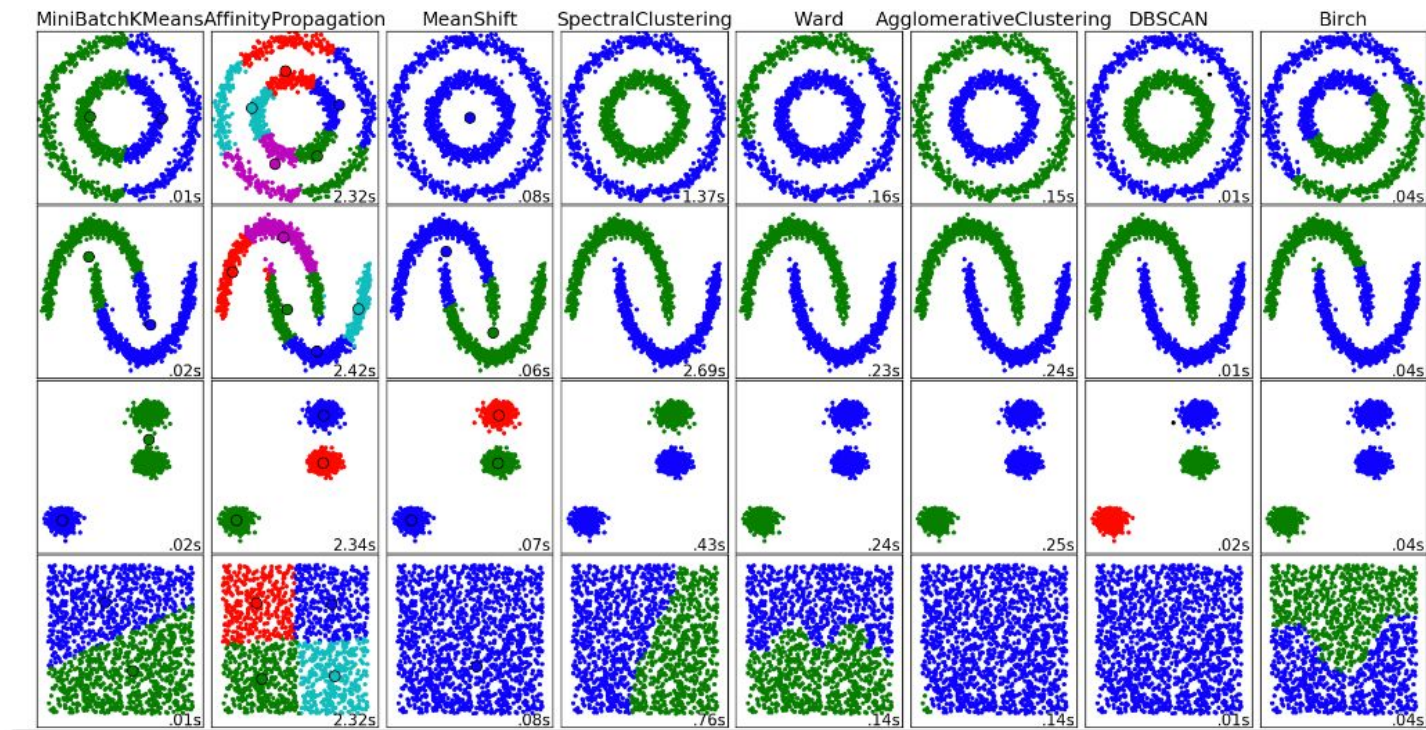 MiniBatchKMeans AffinityPropagation MeanShift SpectralClustering Ward AgglomerativeClustering DBSCAN Birch
.01s 2.32s .08s 1.37s .16s .15s .01s .04s
.02s 2.42s .06s 2.69s .23s .24s .01s .04s
.02s 2.34s .07s .43s .24s .25s .02s .04s
.01s 2.32s .08s .76s .14s .14s .01s .04s